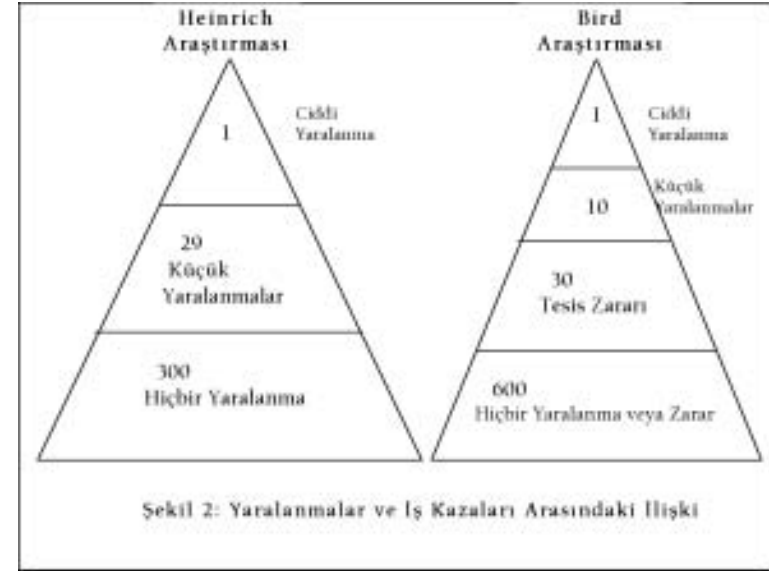 Heinrich
Araştırması
1
Ciddi
Yaralanma
29
Küçük
Yaralanmalar
300
Hiçbir Yaralanma
Bird
Araştırması
1
Ciddi
Yaralanma
Küçük
Yaralanmalar
10
30
Tesis Zararı
600
Hiçbir Yaralanma veya Zarar
Şekil 2: Yaralanmalar ve İş Kazaları Arasındaki İlişki